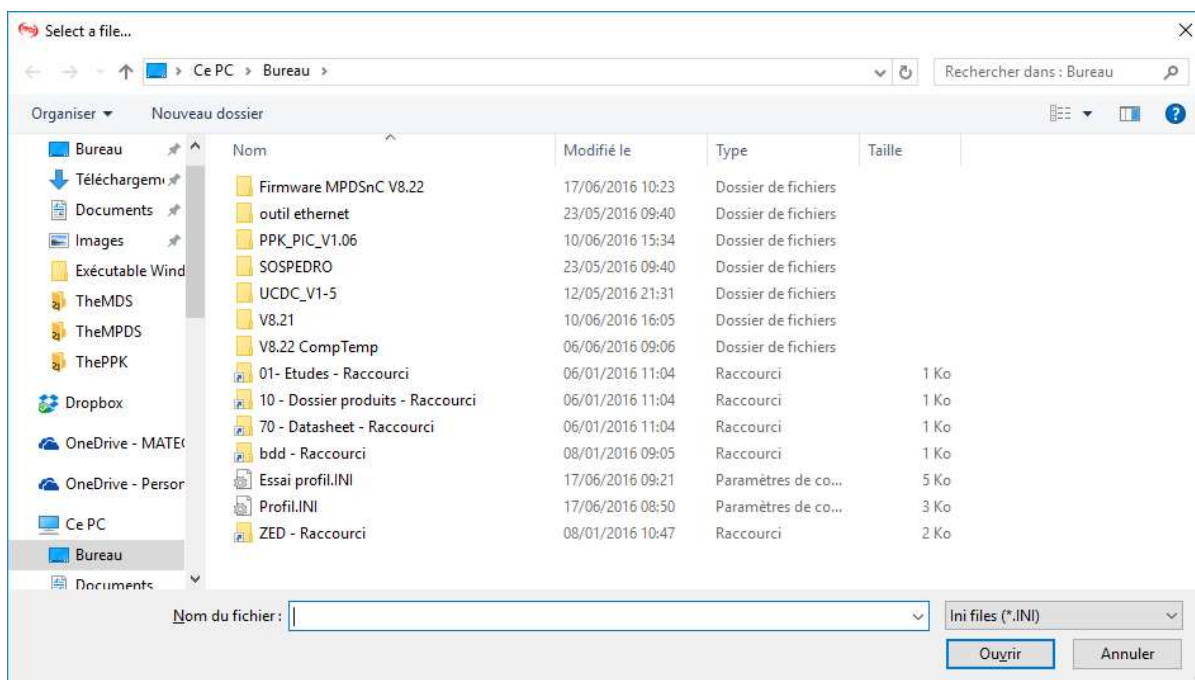 Select a file...
Ce PC > Bureau >
Rechercher dans : Bureau
Organiser
Nouveau dossier
Bureau
Téléchargem
Documents
Images
Exécutable Wind
TheMDS
TheMPDS
ThePPK
Dropbox
OneDrive - MATE
OneDrive - Person
Ce PC
Bureau
Documents
Nom Modifié le Type Taille
Firmware MPDSnC V8.22 17/06/2016 10:23 Dossier de fichiers
outil ethernet 23/05/2016 09:40 Dossier de fichiers
PPK_PIC_V1.06 10/06/2016 15:34 Dossier de fichiers
SOSPEDRO 23/05/2016 09:40 Dossier de fichiers
UCDC_V1-5 12/05/2016 21:31 Dossier de fichiers
V8.21 10/06/2016 16:05 Dossier de fichiers
V8.22 CompTemp 06/06/2016 09:06 Dossier de fichiers
01- Etudes - Raccourci 06/01/2016 11:04 Raccourci 1 Ko
10 - Dossier produits - Raccourci 06/01/2016 11:04 Raccourci 1 Ko
70 - Datasheet - Raccourci 06/01/2016 11:04 Raccourci 1 Ko
bdd - Raccourci 08/01/2016 09:05 Raccourci 1 Ko
Essai profil.INI 17/06/2016 09:21 Paramètres de co... 5 Ko
Profil.INI 17/06/2016 08:50 Paramètres de co... 3 Ko
ZED - Raccourci 08/01/2016 10:47 Raccourci 2 Ko
Nom du fichier :
Ini files (*.INI)
Ouvrir
Annuler